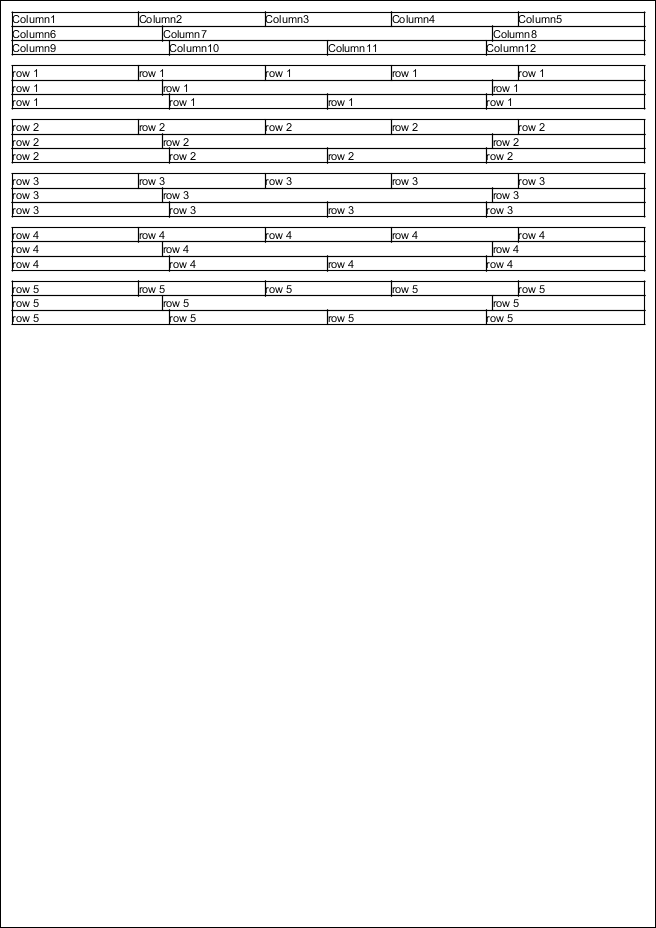 Column1 Column2 Column3 Column4 Column5
Column6 Column7 Column8
Column9 Column10 Column11 Column12
row 1 row 1 row 1 row 1 row 1
row 1 row 1 row 1
row 1 row 1 row 1 row 1
row 2 row 2 row 2 row 2 row 2
row 2 row 2 row 2
row 2 row 2 row 2 row 2
row 3 row 3 row 3 row 3 row 3
row 3 row 3 row 3
row 3 row 3 row 3 row 3
row 4 row 4 row 4 row 4 row 4
row 4 row 4 row 4
row 4 row 4 row 4 row 4
row 5 row 5 row 5 row 5 row 5
row 5 row 5 row 5
row 5 row 5 row 5 row 5